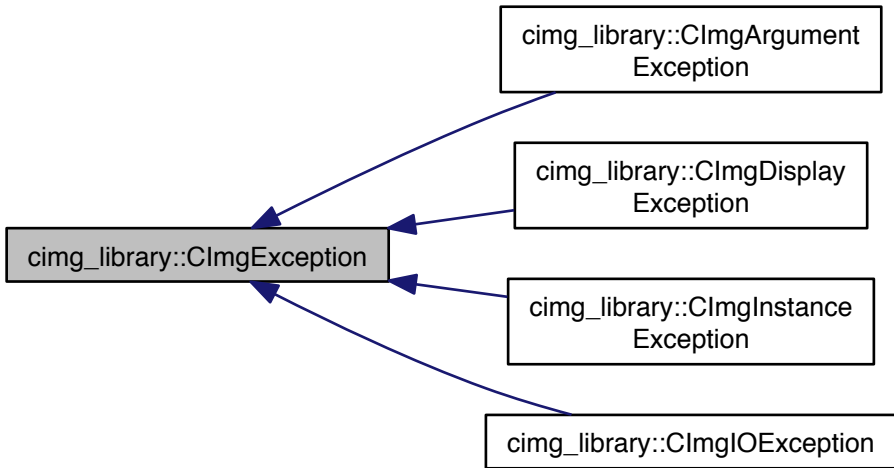 cimg_library::CImgArgument
Exception
cimg_library::CImgDisplay
Exception
cimg_library::CImgException
cimg_library::CImgInstance
Exception
cimg_library::CImgIOException